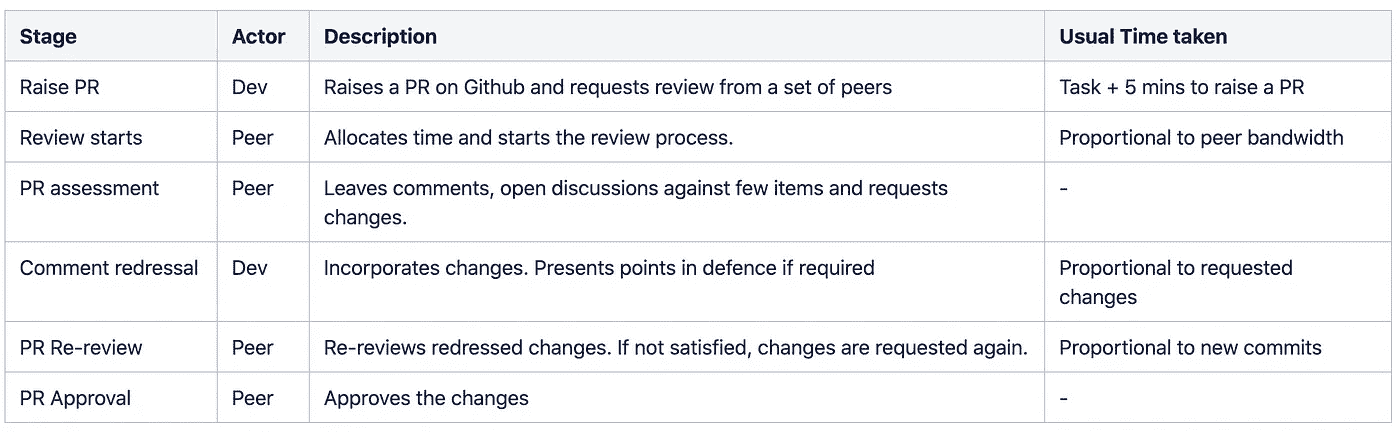 Stage Actor Description Usual Time taken
Raise PR Dev Raises a PR on Github and requests review from a set of peers Task + 5 mins to raise a PR
Review starts Peer Allocates time and starts the review process. Proportional to peer bandwidth
PR assessment Peer Leaves comments, open discussions against few items and requests -
changes.
Comment redressal Dev Incorporates changes. Presents points in defence if required Proportional to requested
changes
PR Re-review Peer Re-reviews redressed changes. If not satisfied, changes are requested again. Proportional to new commits
PR Approval Peer Approves the changes -